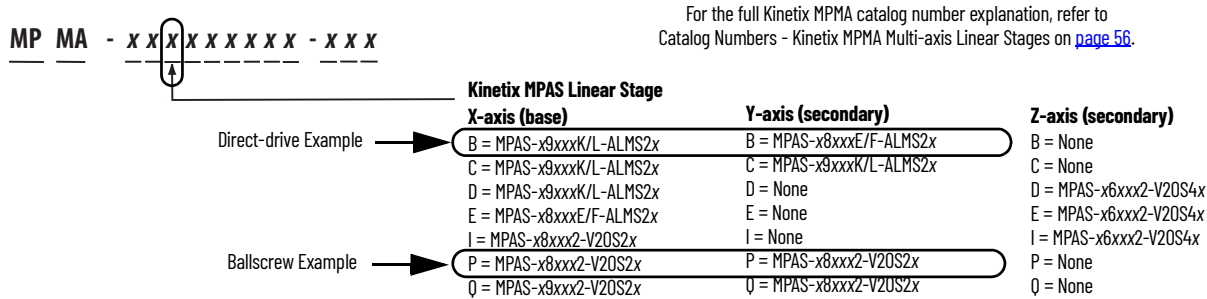 For the full Kinetix MPMA catalog number explanation, refer to
Catalog Numbers - Kinetix MPMA Multi-axis Linear Stages on page 56.
MP MA - x x x x x x x x x - x x x
Kinetix MPAS Linear Stage
X-axis (base) Y-axis (secondary) Z-axis (secondary)
Direct-drive Example B = MPAS-x9xxxK/L-ALMS2x B = MPAS-x8xxxE/F-ALMS2x B = None
C = MPAS-x9xxxK/L-ALMS2x C = MPAS-x9xxxK/L-ALMS2x C = None
D = MPAS-x9xxxK/L-ALMS2x D = None D = MPAS-x6xxx2-V20S4x
E = MPAS-x8xxxE/F-ALMS2x E = None E = MPAS-x6xxx2-V20S4x
I = MPAS-x8xxx2-V20S2x I = None I = MPAS-x6xxx2-V20S4x
Ballscrew Example P = MPAS-x8xxx2-V20S2x P = MPAS-x8xxx2-V20S2x P = None
Q = MPAS-x9xxx2-V20S2x Q = MPAS-x8xxx2-V20S2x Q = None